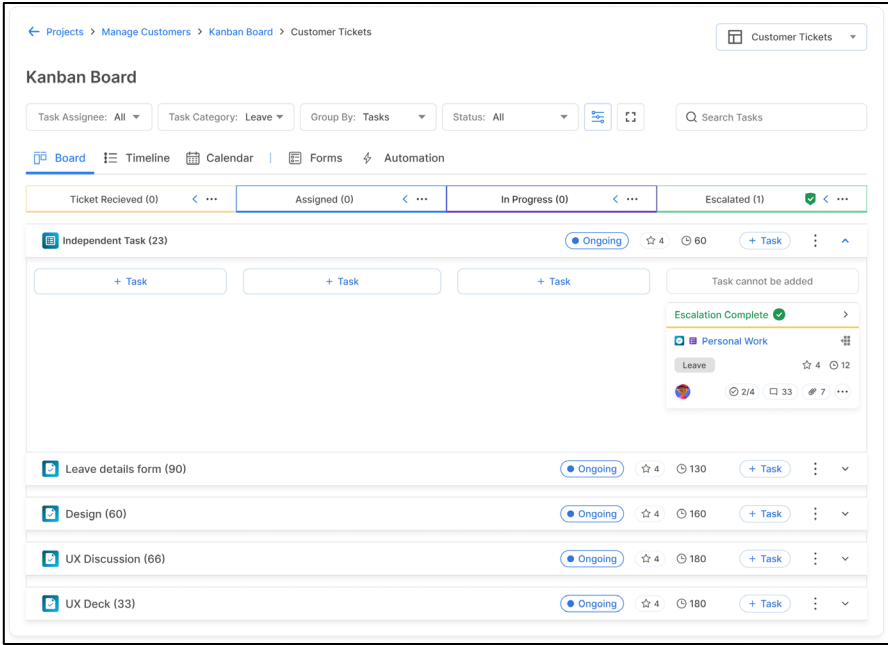 Projects > Manage Customers > Kanban Board > Customer Tickets
Customer Tickets
Kanban Board
Task Assignee: All
Task Category: Leave
Group By: Tasks
Status: All
Search Tasks
Board
Timeline
Calendar
Forms
Automation
Ticket Recieved (0)
Assigned (0)
In Progress (0)
Escalated (1)
Independent Task (23)
Ongoing
4
60
+ Task
+ Task
+ Task
+ Task
Task cannot be added
Escalation Complete
Personal Work
Leave
4
12
2/4
33
7
Leave details form (90)
Ongoing
4
130
+ Task
Design (60)
Ongoing
4
160
+ Task
UX Discussion (66)
Ongoing
4
180
+ Task
UX Deck (33)
Ongoing
4
180
+ Task